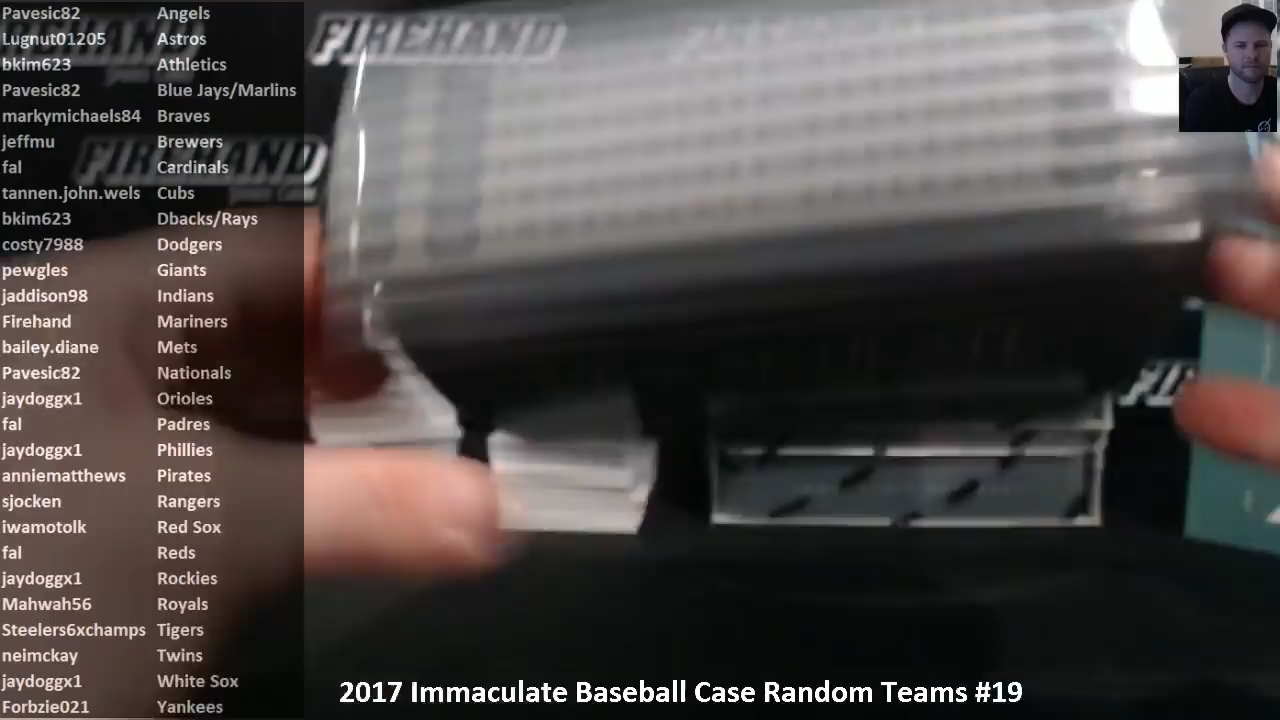 FIREHAND
Pavesic82 Angels
Lugnut01205 Astros
bkim623 Athletics
Pavesic82 Blue Jays/Marlins
markymichaels84 Braves
jeffmu Brewers
FIREHAND
fal Cardinals
tannen.john.wels Cubs
bkim623 Dbacks/Rays
costy7988 Dodgers
pewgles Giants
jaddison98 Indians
Firehand Mariners
bailey.diane Mets
Pavesic82 Nationals
jaydoggx1 Orioles
fal Padres
jaydoggx1 Phillies
anniematthews Pirates
sjocken Rangers
iwamotolk Red Sox
fal Reds
jaydoggx1 Rockies
Mahwah56 Royals
Steelers6xchamps Tigers
neimckay Twins
jaydoggx1 White Sox
Forbzie021 Yankees
2017 Immaculate Baseball Case Random Teams #19